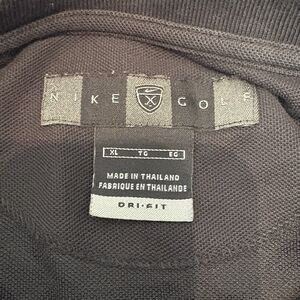 NIKE GOLF
XL TG EG
MADE IN THAILAND
FABRIQUE EN THAILANDE
DRI-FIT